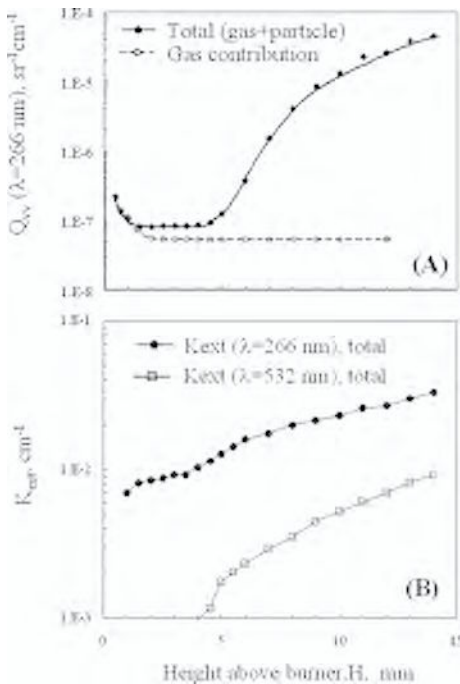 1.E-4
Total (gas+particle)
Gas contribution
1.E-5
1.E-6
1.E-7
1.E-8
Qvv (λ=266 nm), sr-1cm-1
(A)
1.E-1
Kext (λ=266 nm), total
Kext (λ=532 nm), total
1.E-2
1.E-3
Kext, cm-1
(B)
0 5 10 15
Height above burner, H, mm